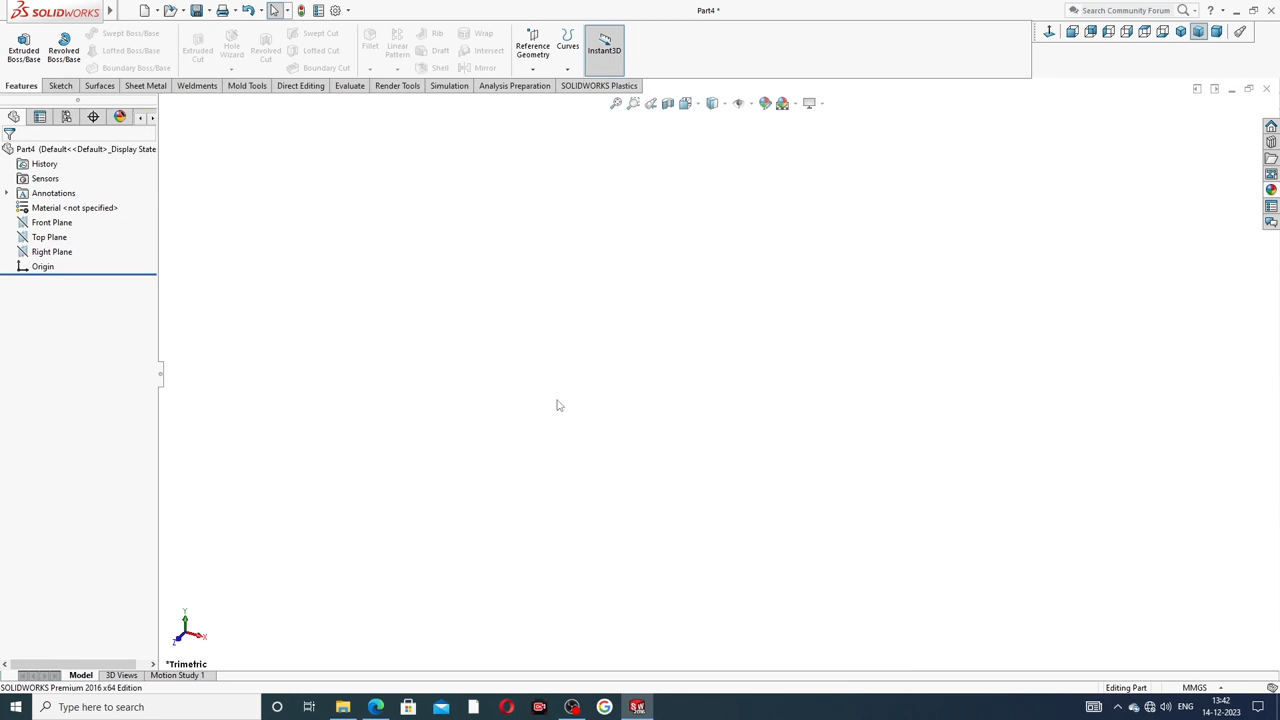 SOLIDWORKS
Part4 *
Search Community Forum
Extruded Boss/Base
Revolved Boss/Base
Swept Boss/Base
Lofted Boss/Base
Boundary Boss/Base
Extruded Cut
Hole Wizard
Revolved Cut
Swept Cut
Lofted Cut
Boundary Cut
Fillet
Linear Pattern
Rib
Draft
Shell
Wrap
Intersect
Mirror
Reference Geometry
Curves
Instant3D
Features
Sketch
Surfaces
Sheet Metal
Weldments
Mold Tools
Direct Editing
Evaluate
Render Tools
Simulation
Analysis Preparation
SOLIDWORKS Plastics
Part4 (Default<<Default>_Display State
History
Sensors
Annotations
Material <not specified>
Front Plane
Top Plane
Right Plane
Origin
Y
X
Z
*Trimetric
Model
3D Views
Motion Study 1
SOLIDWORKS Premium 2016 x64 Edition
Editing Part
MMGS
Type here to search
ENG
13:42
14-12-2023